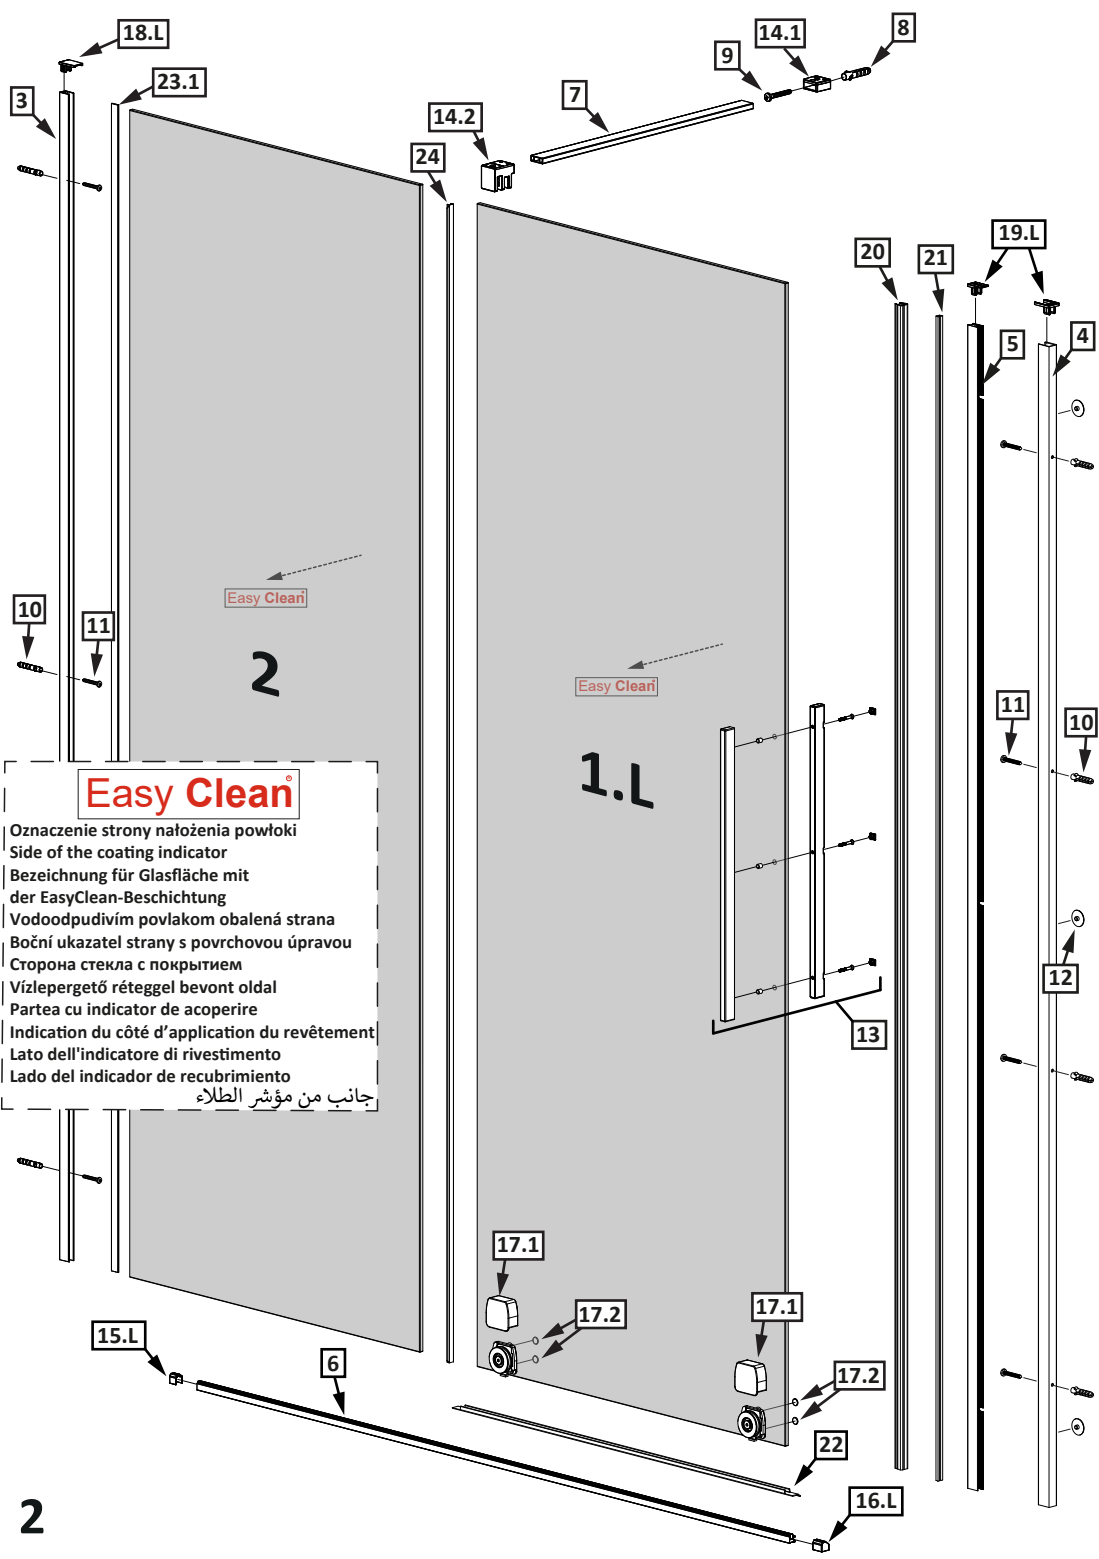 18.L
8
14.1
9
23.1
3
7
14.2
24
19.L
20
21
5
4
Easy Clean
10
11
2
Easy Clean
11
10
1.L
Easy Clean®
Oznaczenie strony nałożenia powłoki
Side of the coating indicator
Bezeichnung für Glasfläche mit
der EasyClean-Beschichtung
Vodoodpudivím povlakom obalená strana
Boční ukazatel strany s povrchovou úpravou
Сторона стекла с покрытием
Vízlepergető réteggel bevont oldal
Partea cu indicator de acoperire
Indication du côté d'application du revêtement
Lato dell'indicatore di rivestimento
Lado del indicador de recubrimiento
جانب من مؤشر الطلاء
12
13
17.1
17.2
17.1
15.L
6
17.2
22
16.L
2